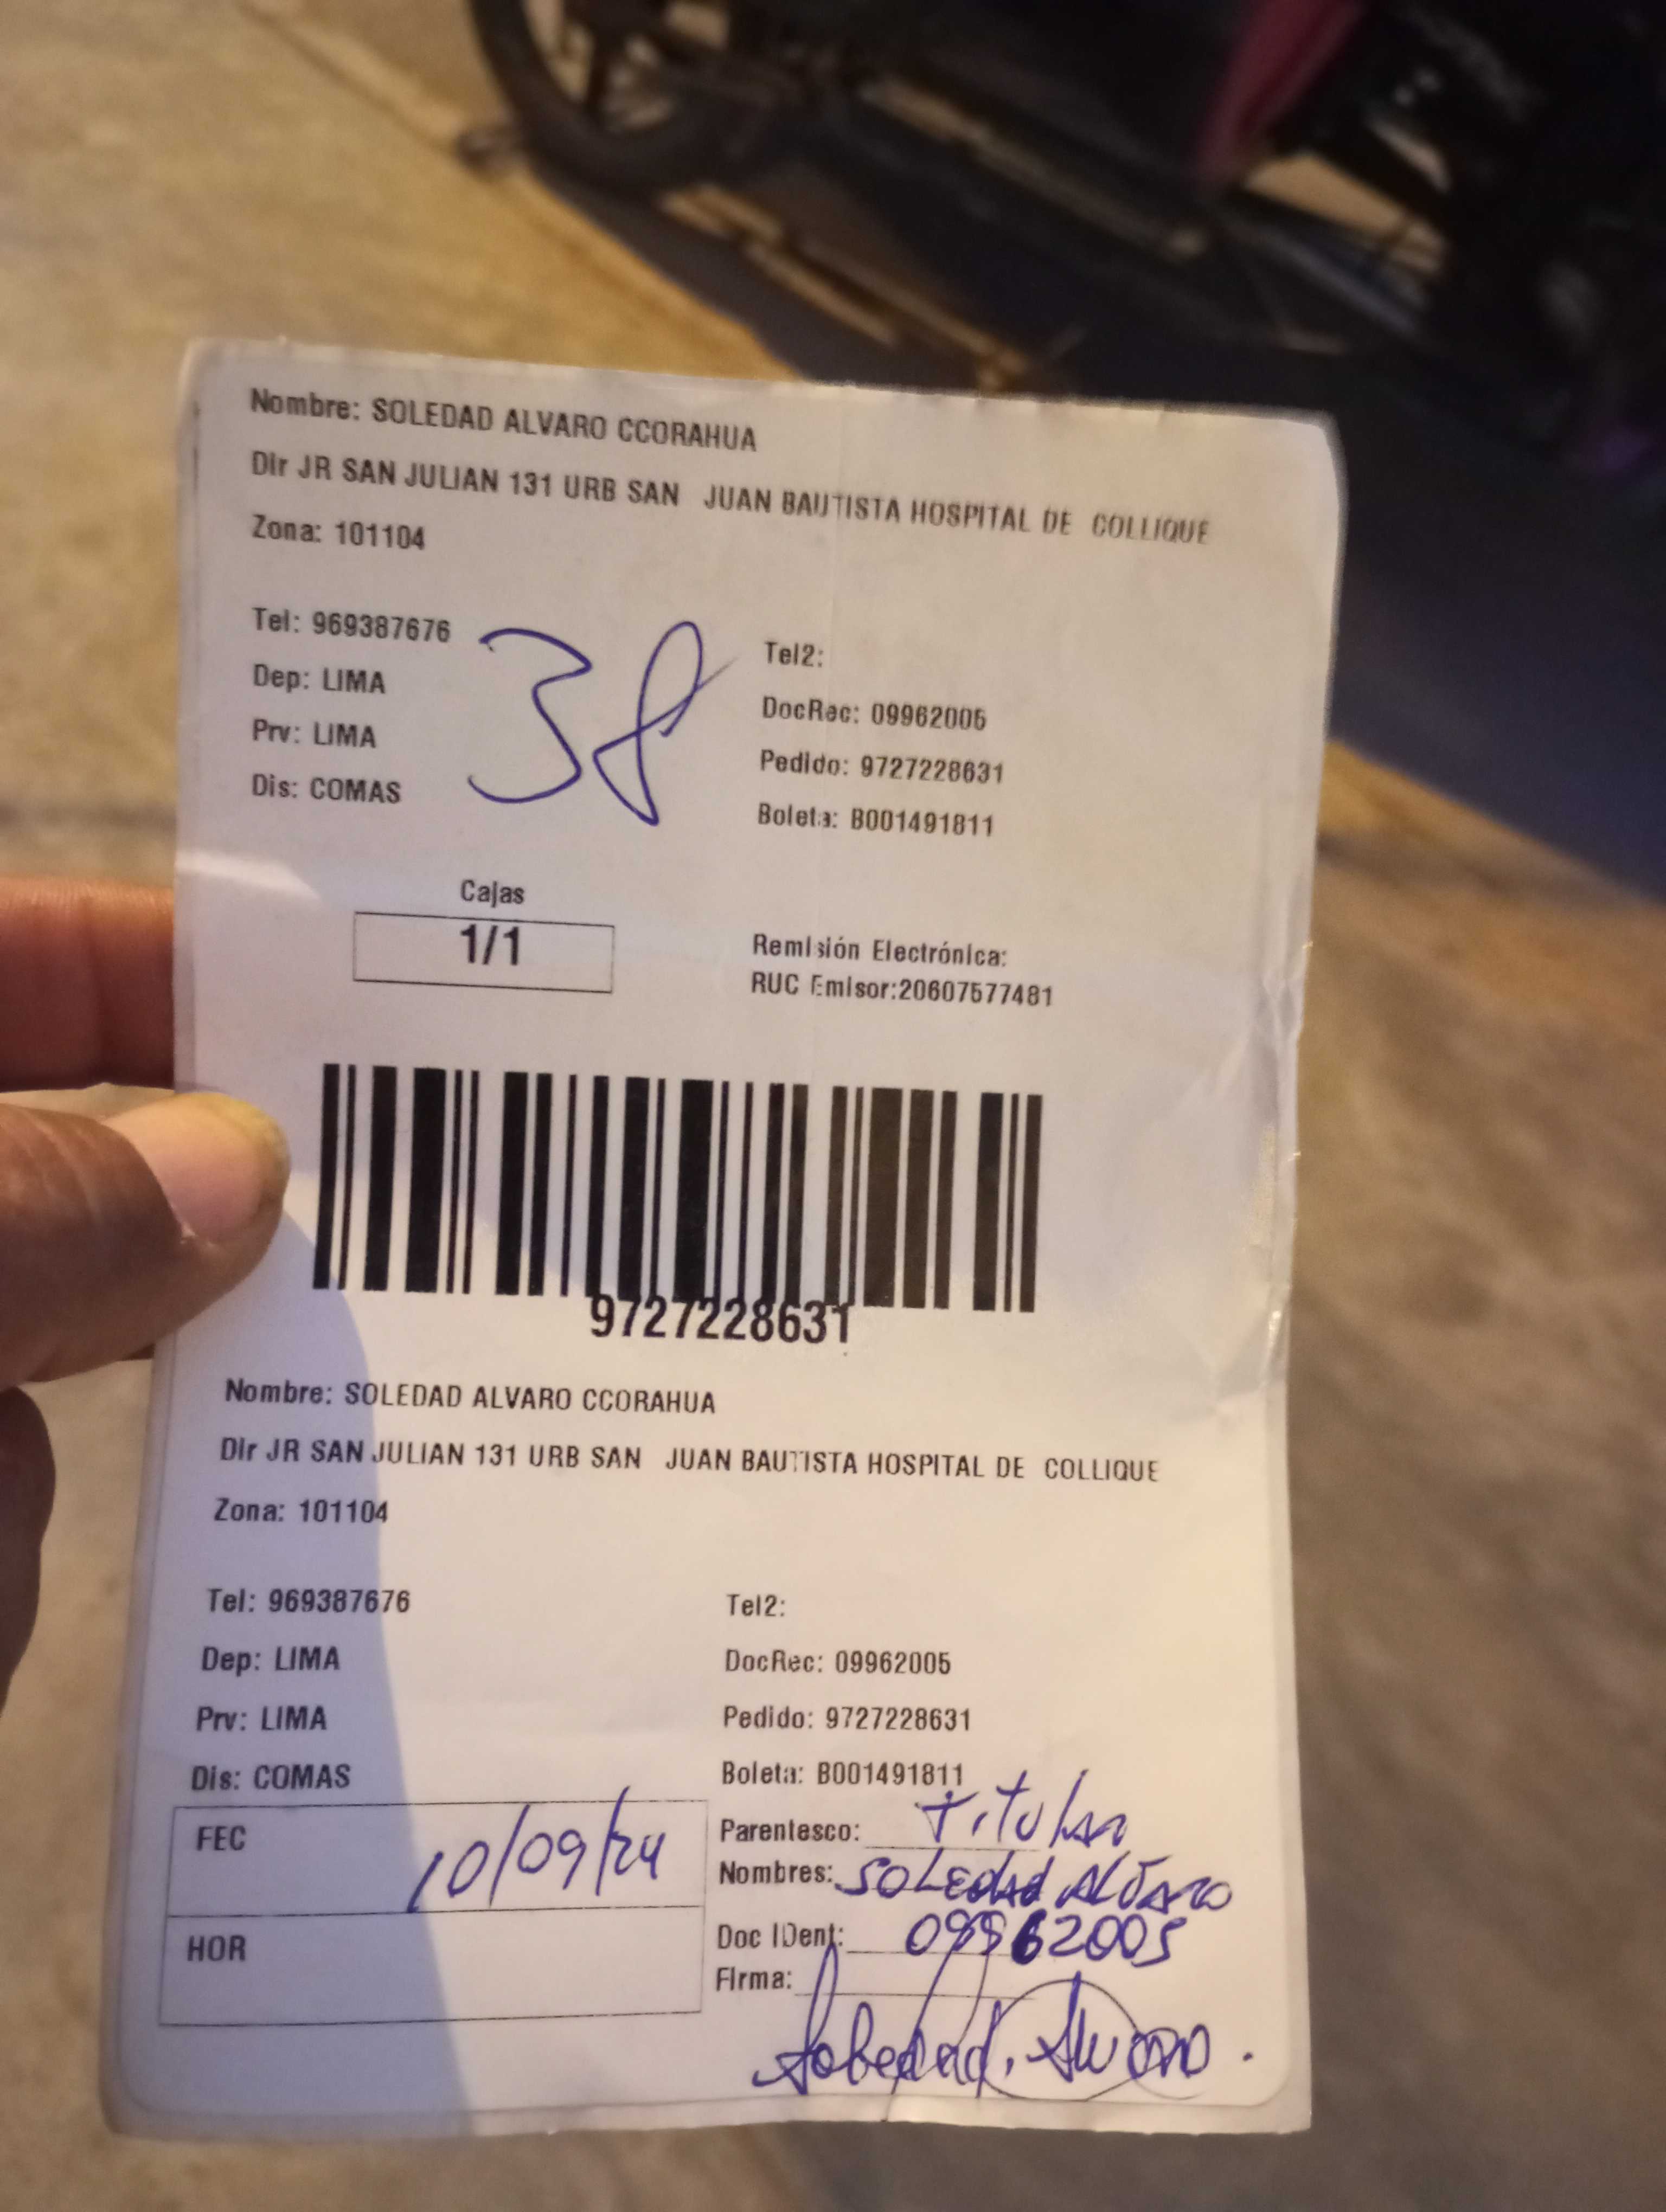 Nombre: SOLEDAD ALVARO CCORAHUA
Dir JR SAN JULIAN 131 URB SAN JUAN BAUTISTA HOSPITAL DE COLLIQUE
Zona: 101104
Tel: 969387676
Tel2:
Dep: LIMA
DocRec: 09962005
Prv: LIMA
Pedido: 9727228631
Dis: COMAS
Boleta: B001491811
38
Cajas
1/1
Remisión Electrónica:
RUC Emisor:20607577481
9727228631
Nombre: SOLEDAD ALVARO CCORAHUA
Dir JR SAN JULIAN 131 URB SAN JUAN BAUTISTA HOSPITAL DE COLLIQUE
Zona: 101104
Tel: 969387676
Tel2:
Dep: LIMA
DocRec: 09962005
Prv: LIMA
Pedido: 9727228631
Dis: COMAS
Boleta: B001491811
FEC 10/09/24
HOR
Parentesco: Titular
Nombres: SOLEdAd ALVARO
Doc IDent: 09962005
Firma:
Soledad. Alvaro.